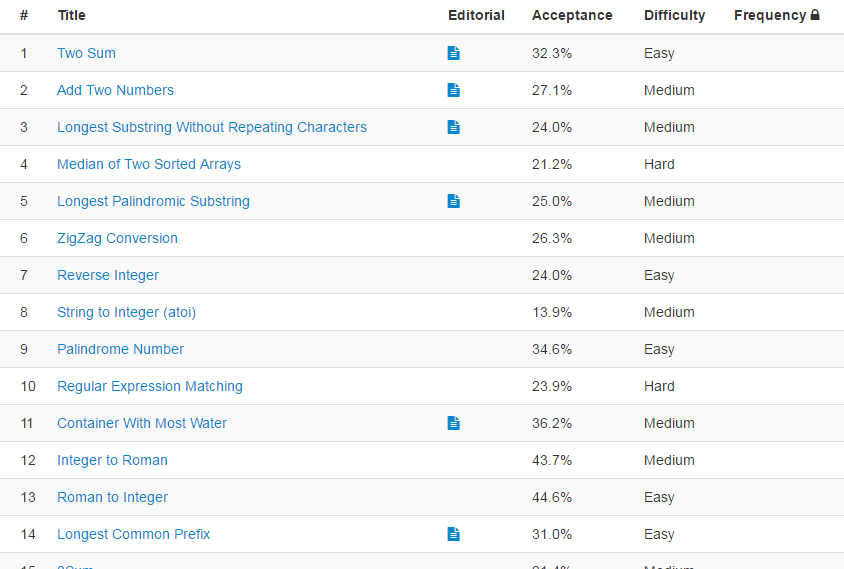 # Title Editorial Acceptance Difficulty Frequency
1 Two Sum 32.3% Easy
2 Add Two Numbers 27.1% Medium
3 Longest Substring Without Repeating Characters 24.0% Medium
4 Median of Two Sorted Arrays 21.2% Hard
5 Longest Palindromic Substring 25.0% Medium
6 ZigZag Conversion 26.3% Medium
7 Reverse Integer 24.0% Easy
8 String to Integer (atoi) 13.9% Medium
9 Palindrome Number 34.6% Easy
10 Regular Expression Matching 23.9% Hard
11 Container With Most Water 36.2% Medium
12 Integer to Roman 43.7% Medium
13 Roman to Integer 44.6% Easy
14 Longest Common Prefix 31.0% Easy